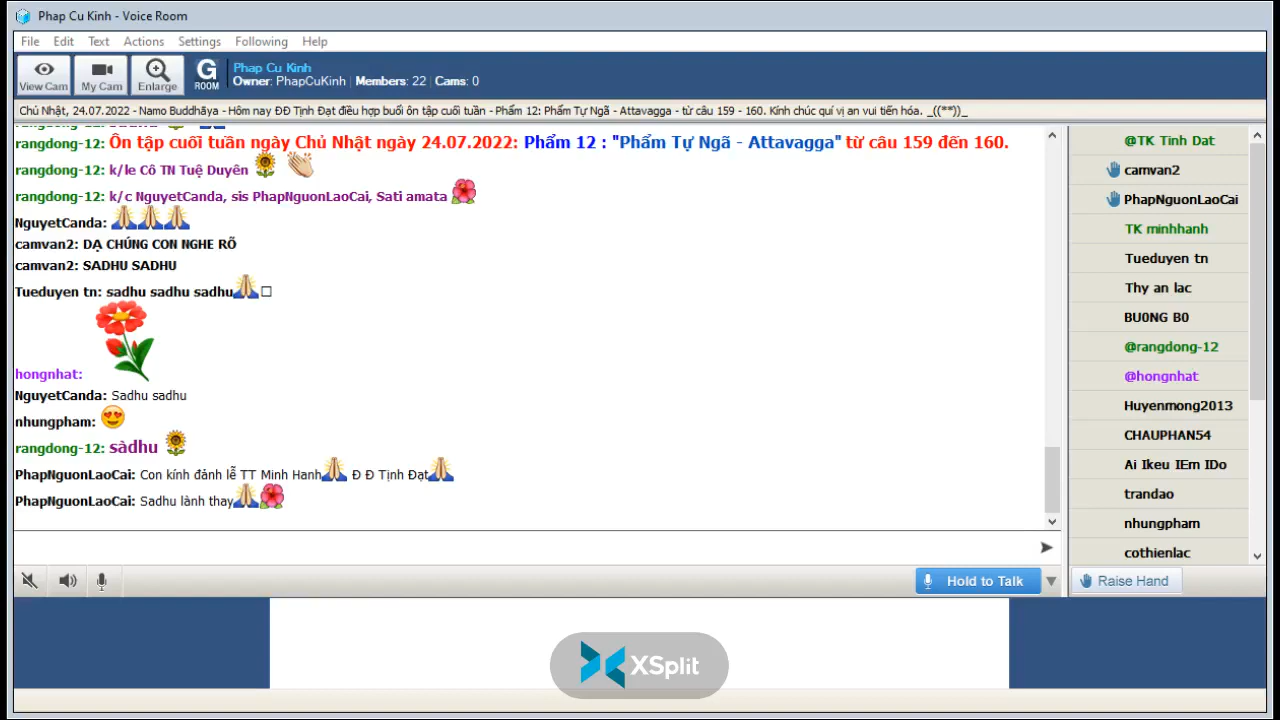 Phap Cu Kinh - Voice Room
File Edit Text Actions Settings Following Help
View Cam My Cam Enlarge G ROOM
Phap Cu Kinh
Owner: PhapCuKinh Members: 22 Cams: 0
Chủ Nhật, 24.07.2022 - Namo Buddhāya - Hôm nay ĐĐ Tịnh Đạt điều hợp buổi ôn tập cuối tuần - Phẩm 12: Phẩm Tự Ngã - Attavagga - từ câu 159 - 160. Kính chúc quí vị an vui tiến hóa. _((**))_
rangdong-12: Ôn tập cuối tuần ngày Chủ Nhật ngày 24.07.2022: Phẩm 12 : "Phẩm Tự Ngã - Attavagga" từ câu 159 đến 160.
rangdong-12: k/le Cô TN Tuệ Duyên
rangdong-12: k/c NguyetCanda, sis PhapNguonLaoCai, Sati amata
NguyetCanda:
camvan2: DẠ CHÚNG CON NGHE RÕ
camvan2: SADHU SADHU
Tueduyen tn: sadhu sadhu sadhu
hongnhat:
NguyetCanda: Sadhu sadhu
nhungpham:
rangdong-12: sàdhu
PhapNguonLaoCai: Con kính đảnh lễ TT Minh Hanh Đ Đ Tịnh Đạt
PhapNguonLaoCai: Sadhu lành thay
@TK Tinh Dat
camvan2
PhapNguonLaoCai
TK minhhanh
Tueduyen tn
Thy an lac
BU0NG B0
@rangdong-12
@hongnhat
Huyenmong2013
CHAUPHAN54
Ai Ikeu IEm IDo
trandao
nhungpham
cothienlac
Hold to Talk
Raise Hand
XSplit